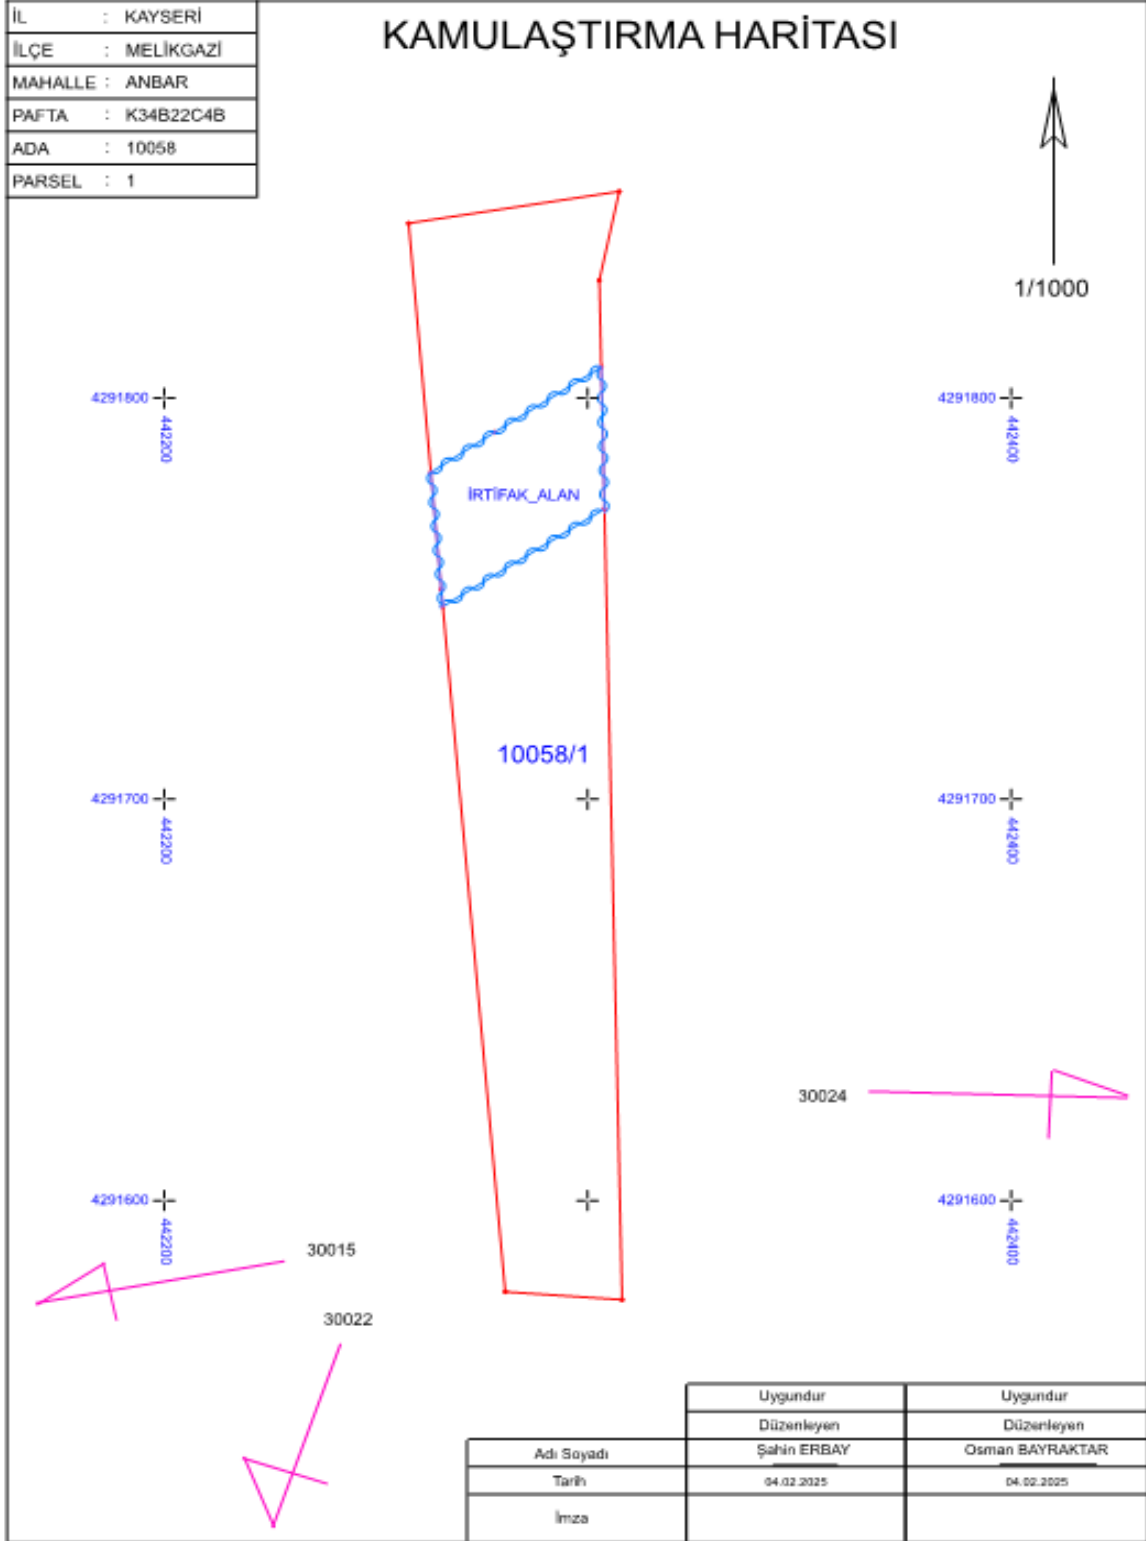 İL : KAYSERİ
KAMULAŞTIRMA HARİTASI
İLÇE : MELİKGAZİ
MAHALLE : ANBAR
PAFTA : K34B22C4B
ADA : 10058
PARSEL : 1
1/1000
4291800
442200
4291800
442400
İRTİFAK_ALAN
10058/1
4291700
442200
4291700
442400
30024
4291600
442200
4291600
442400
30015
30022
Uygundur Uygundur
Düzenleyen Düzenleyen
Adı Soyadı Şahin ERBAY Osman BAYRAKTAR
Tarih 04.02.2025 04.02.2025
İmza